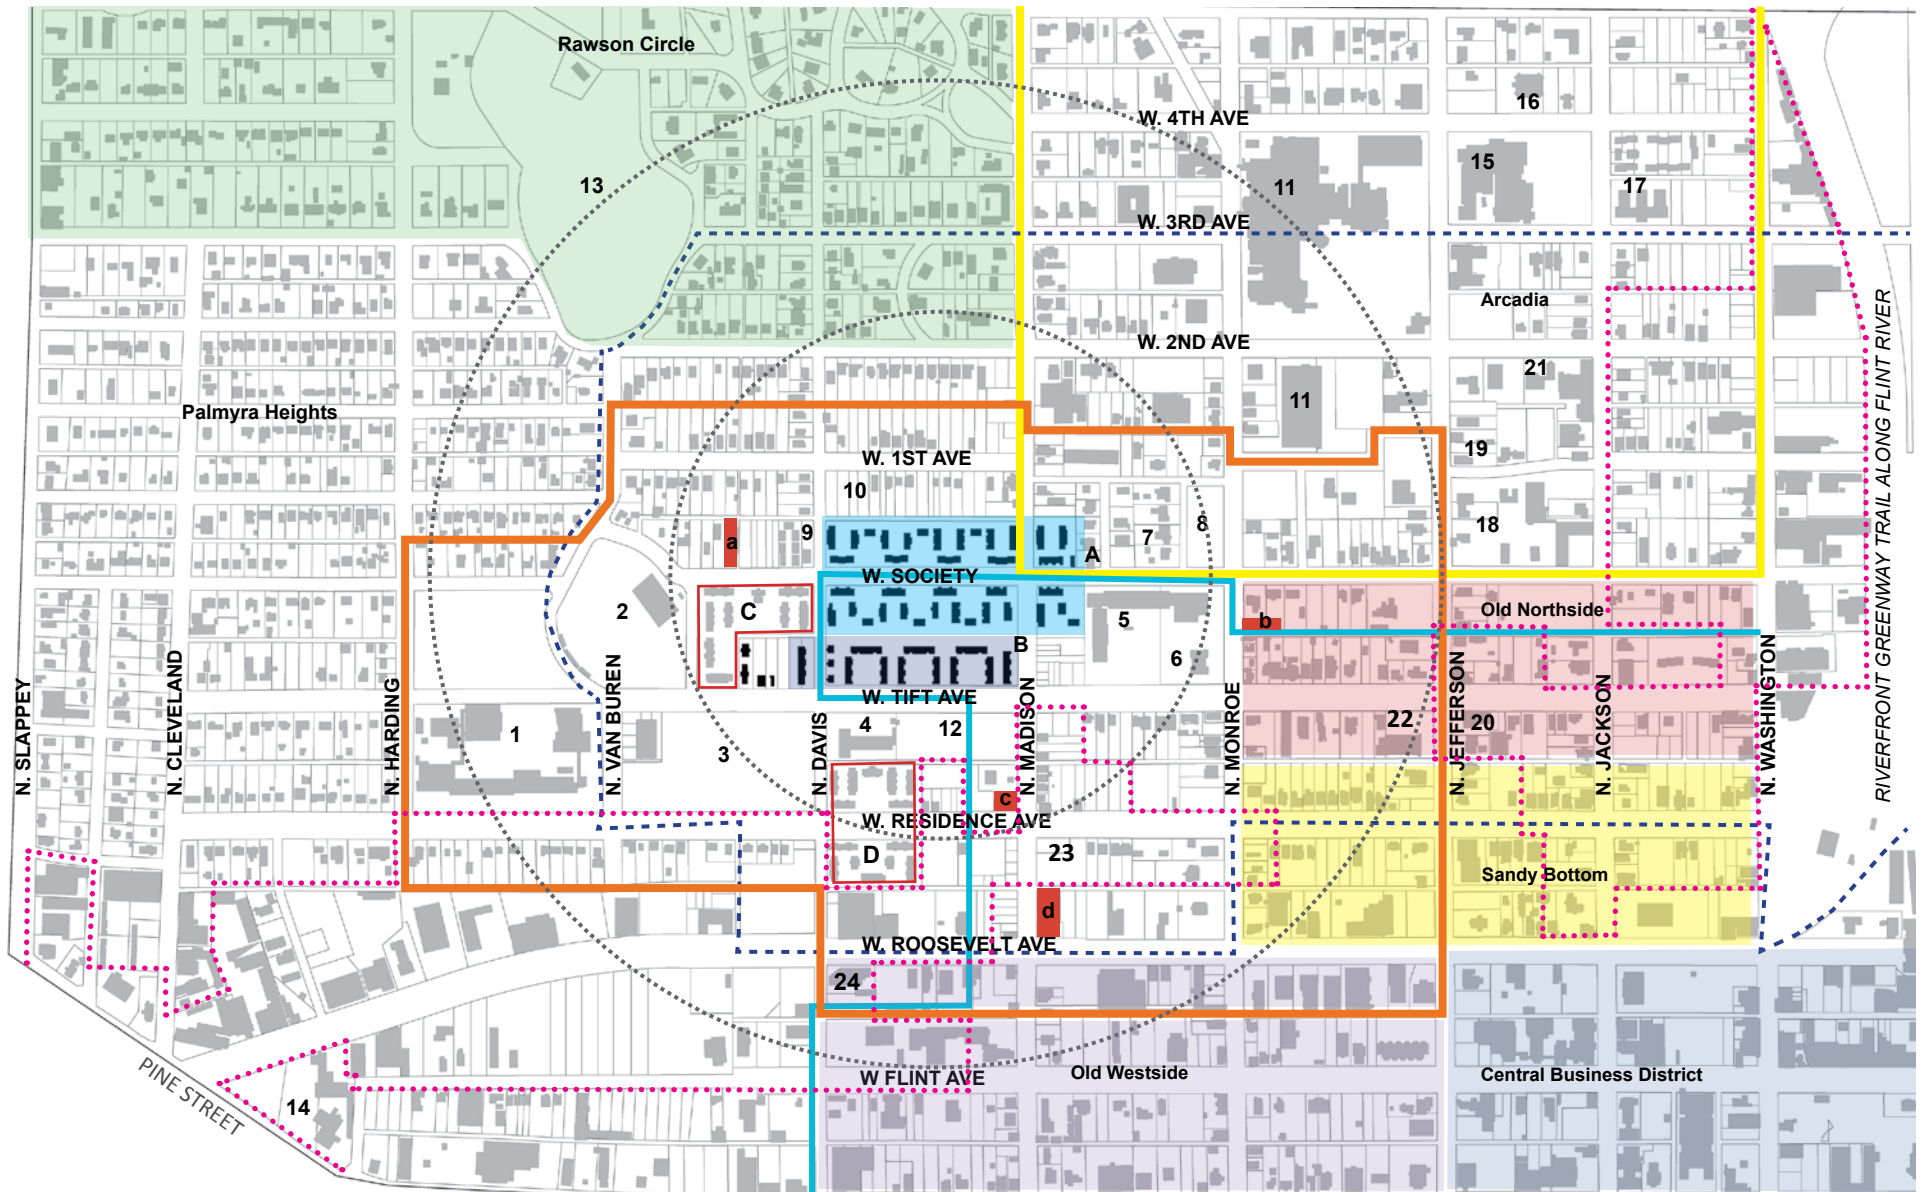 Rawson Circle
16
W. 4TH AVE
15
13
11
17
W. 3RD AVE
Arcadia
W. 2ND AVE
21
11
Palmyra Heights
19
W. 1ST AVE
10
18
8
9
7
a
A
W. SOCIETY
2
C
5
b
Old Northside
B
6
W. TIFT AVE
N. SLAPPEY
N. CLEVELAND
N. HARDING
N. VAN BUREN
N. DAVIS
N. MADISON
N. MONROE
N. JEFFERSON
N. JACKSON
N. WASHINGTON
RIVERFRONT GREENWAY TRAIL ALONG FLINT RIVER
1
3
4
12
22
20
c
W. RESIDENCE AVE
D
23
Sandy Bottom
d
W. ROOSEVELT AVE
24
Old Westside
W FLINT AVE
Central Business District
PINE STREET
14